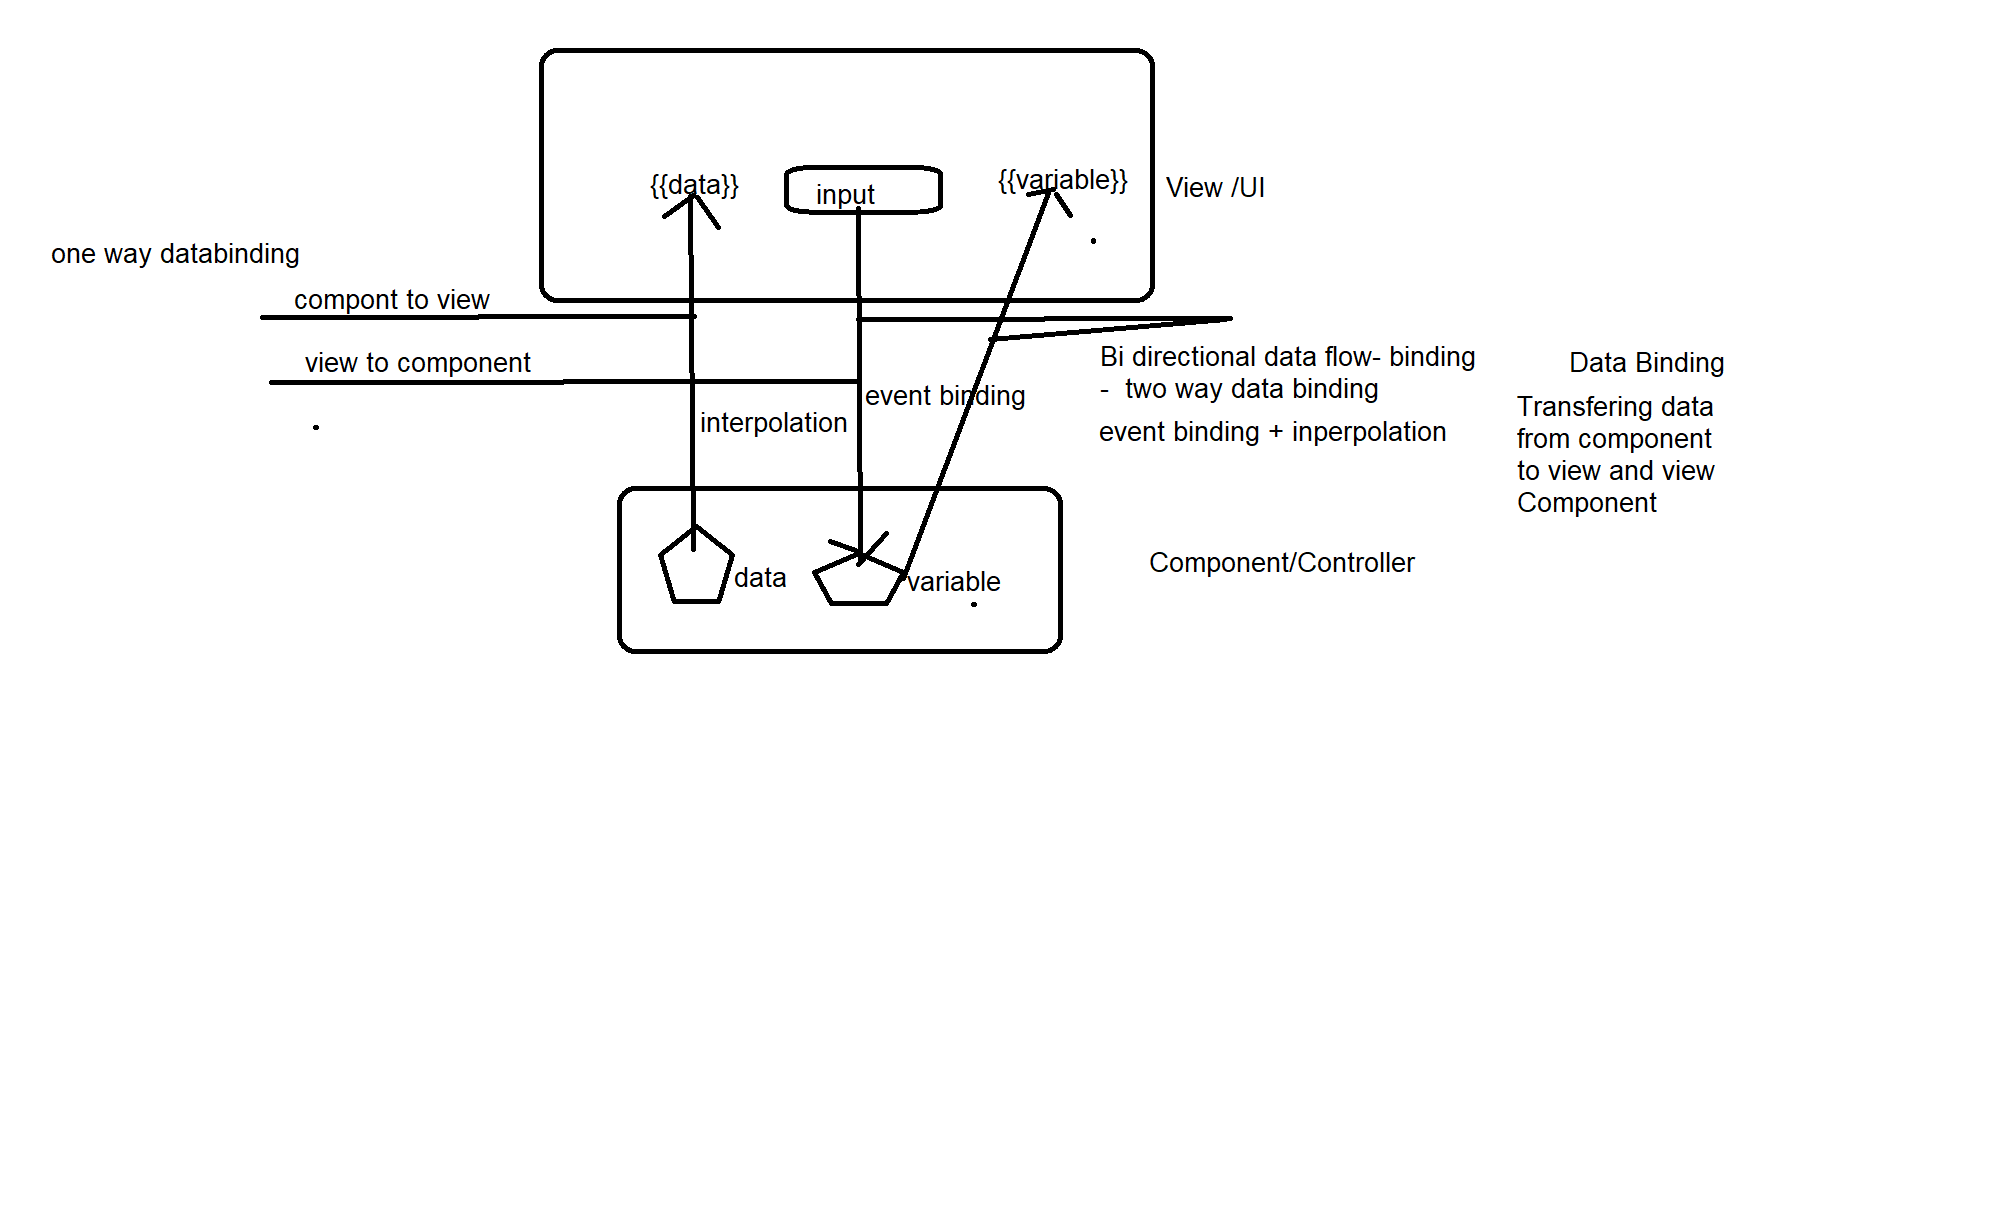 {{data}}
input
{{variable}}
View /UI
one way databinding
compont to view
view to component
event binding
interpolation
Bi directional data flow- binding
- two way data binding
event binding + inperpolation
Data Binding
Transfering data
from component
to view and view
Component
data
variable
Component/Controller